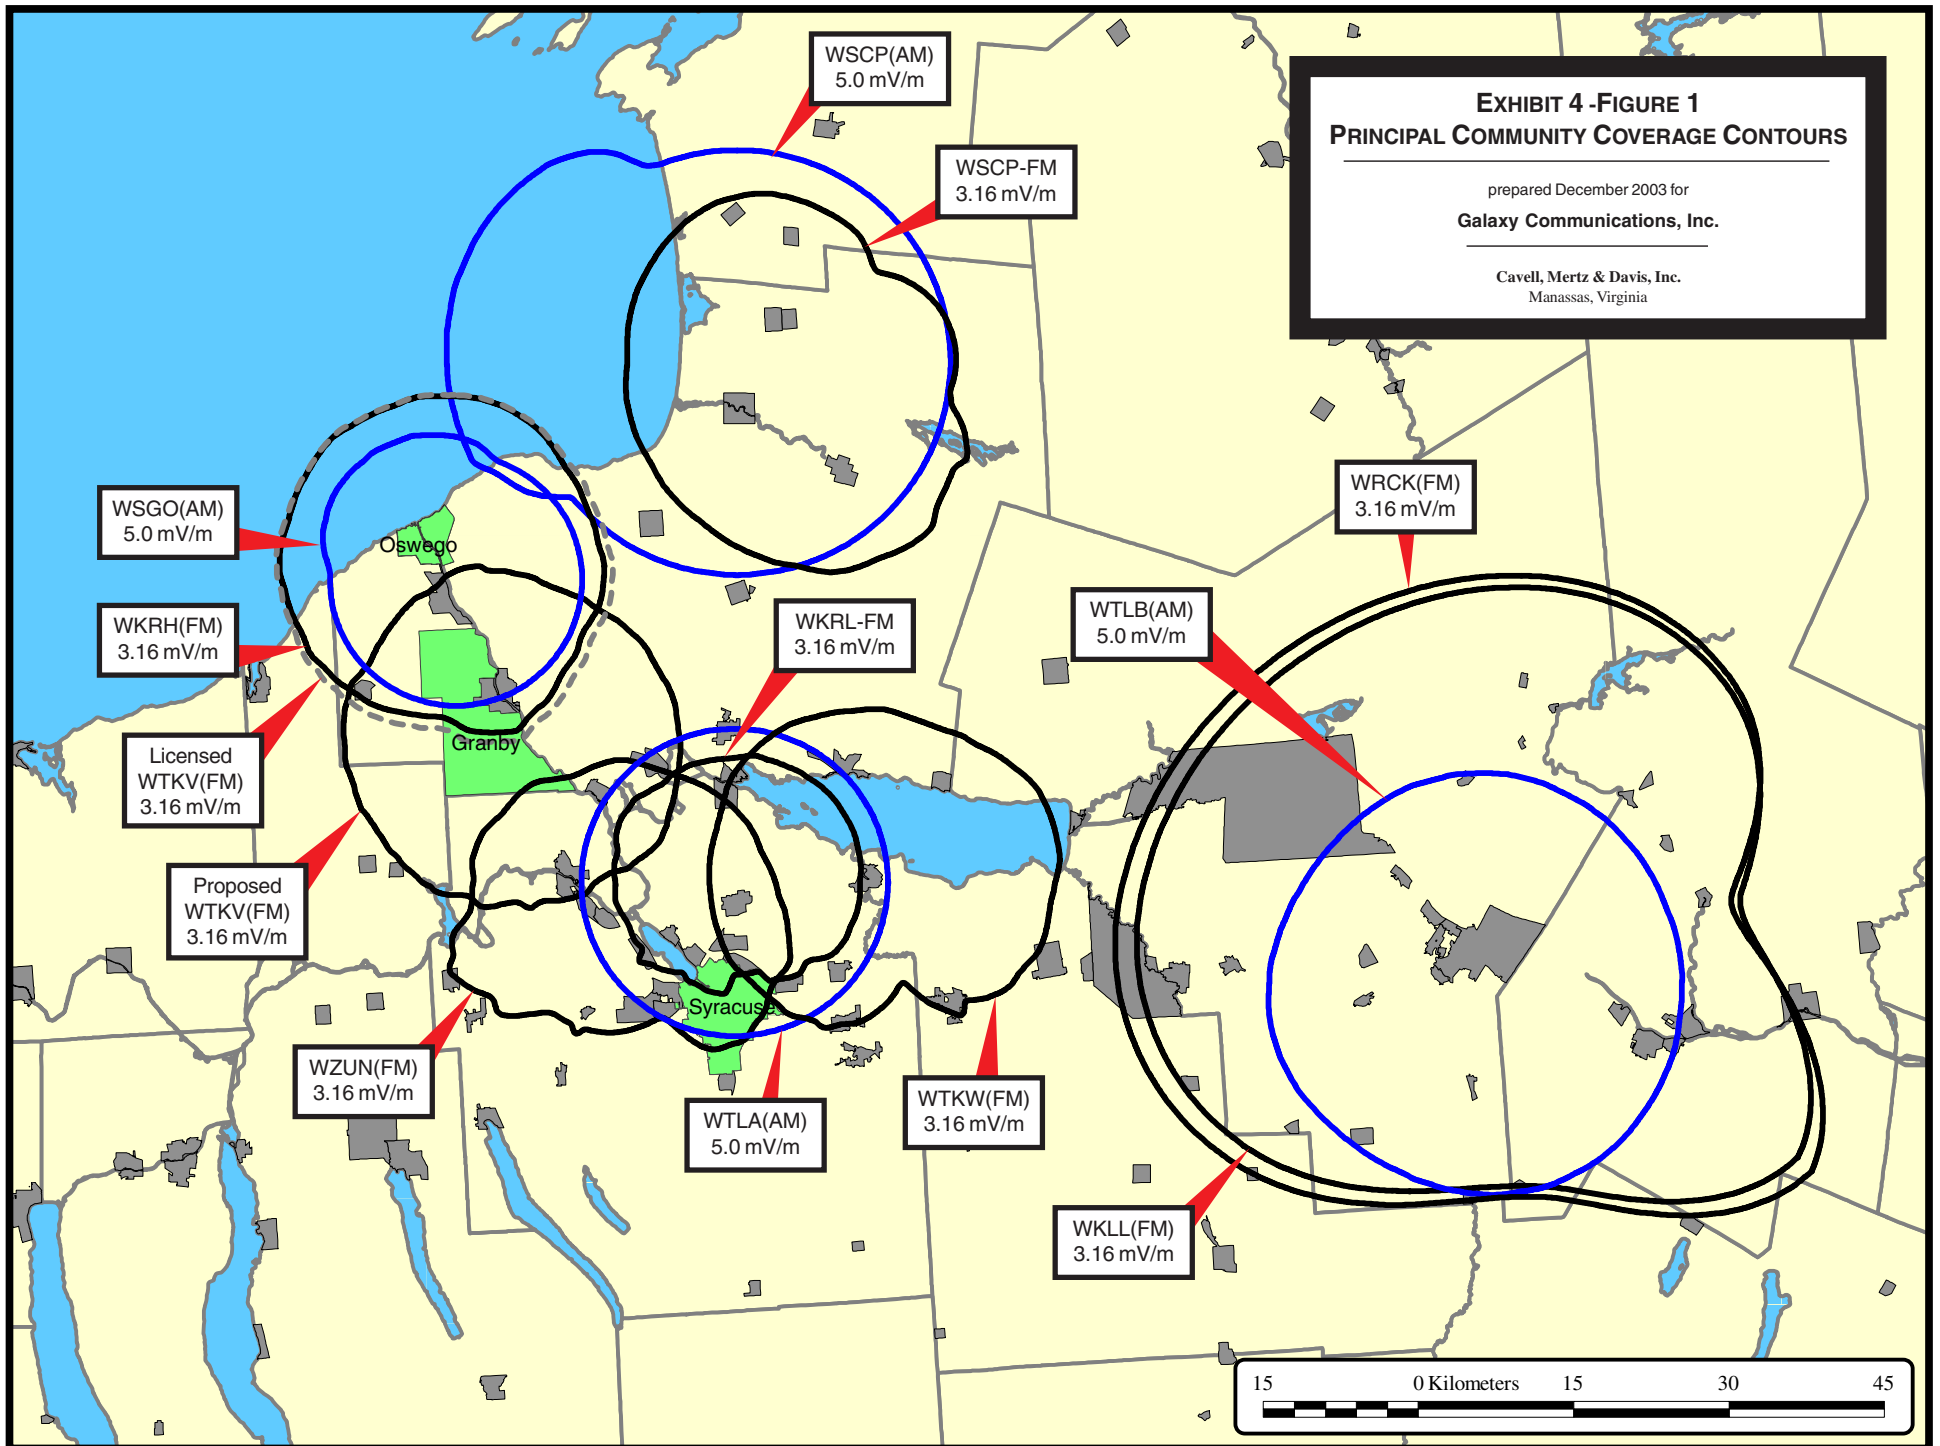 WSCP(AM)
5.0 mV/m
EXHIBIT 4 -FIGURE 1
PRINCIPAL COMMUNITY COVERAGE CONTOURS
prepared December 2003 for
Galaxy Communications, Inc.
Cavell, Mertz & Davis, Inc.
Manassas, Virginia
WSCP-FM
3.16 mV/m
WRCK(FM)
3.16 mV/m
WSGO(AM)
5.0 mV/m
Oswego
WKRH(FM)
3.16 mV/m
WKRL-FM
3.16 mV/m
WTLB(AM)
5.0 mV/m
Licensed
WTKV(FM)
3.16 mV/m
Granby
Proposed
WTKV(FM)
3.16 mV/m
Syracuse
WZUN(FM)
3.16 mV/m
WTLA(AM)
5.0 mV/m
WTKW(FM)
3.16 mV/m
WKLL(FM)
3.16 mV/m
15 0 Kilometers 15 30 45